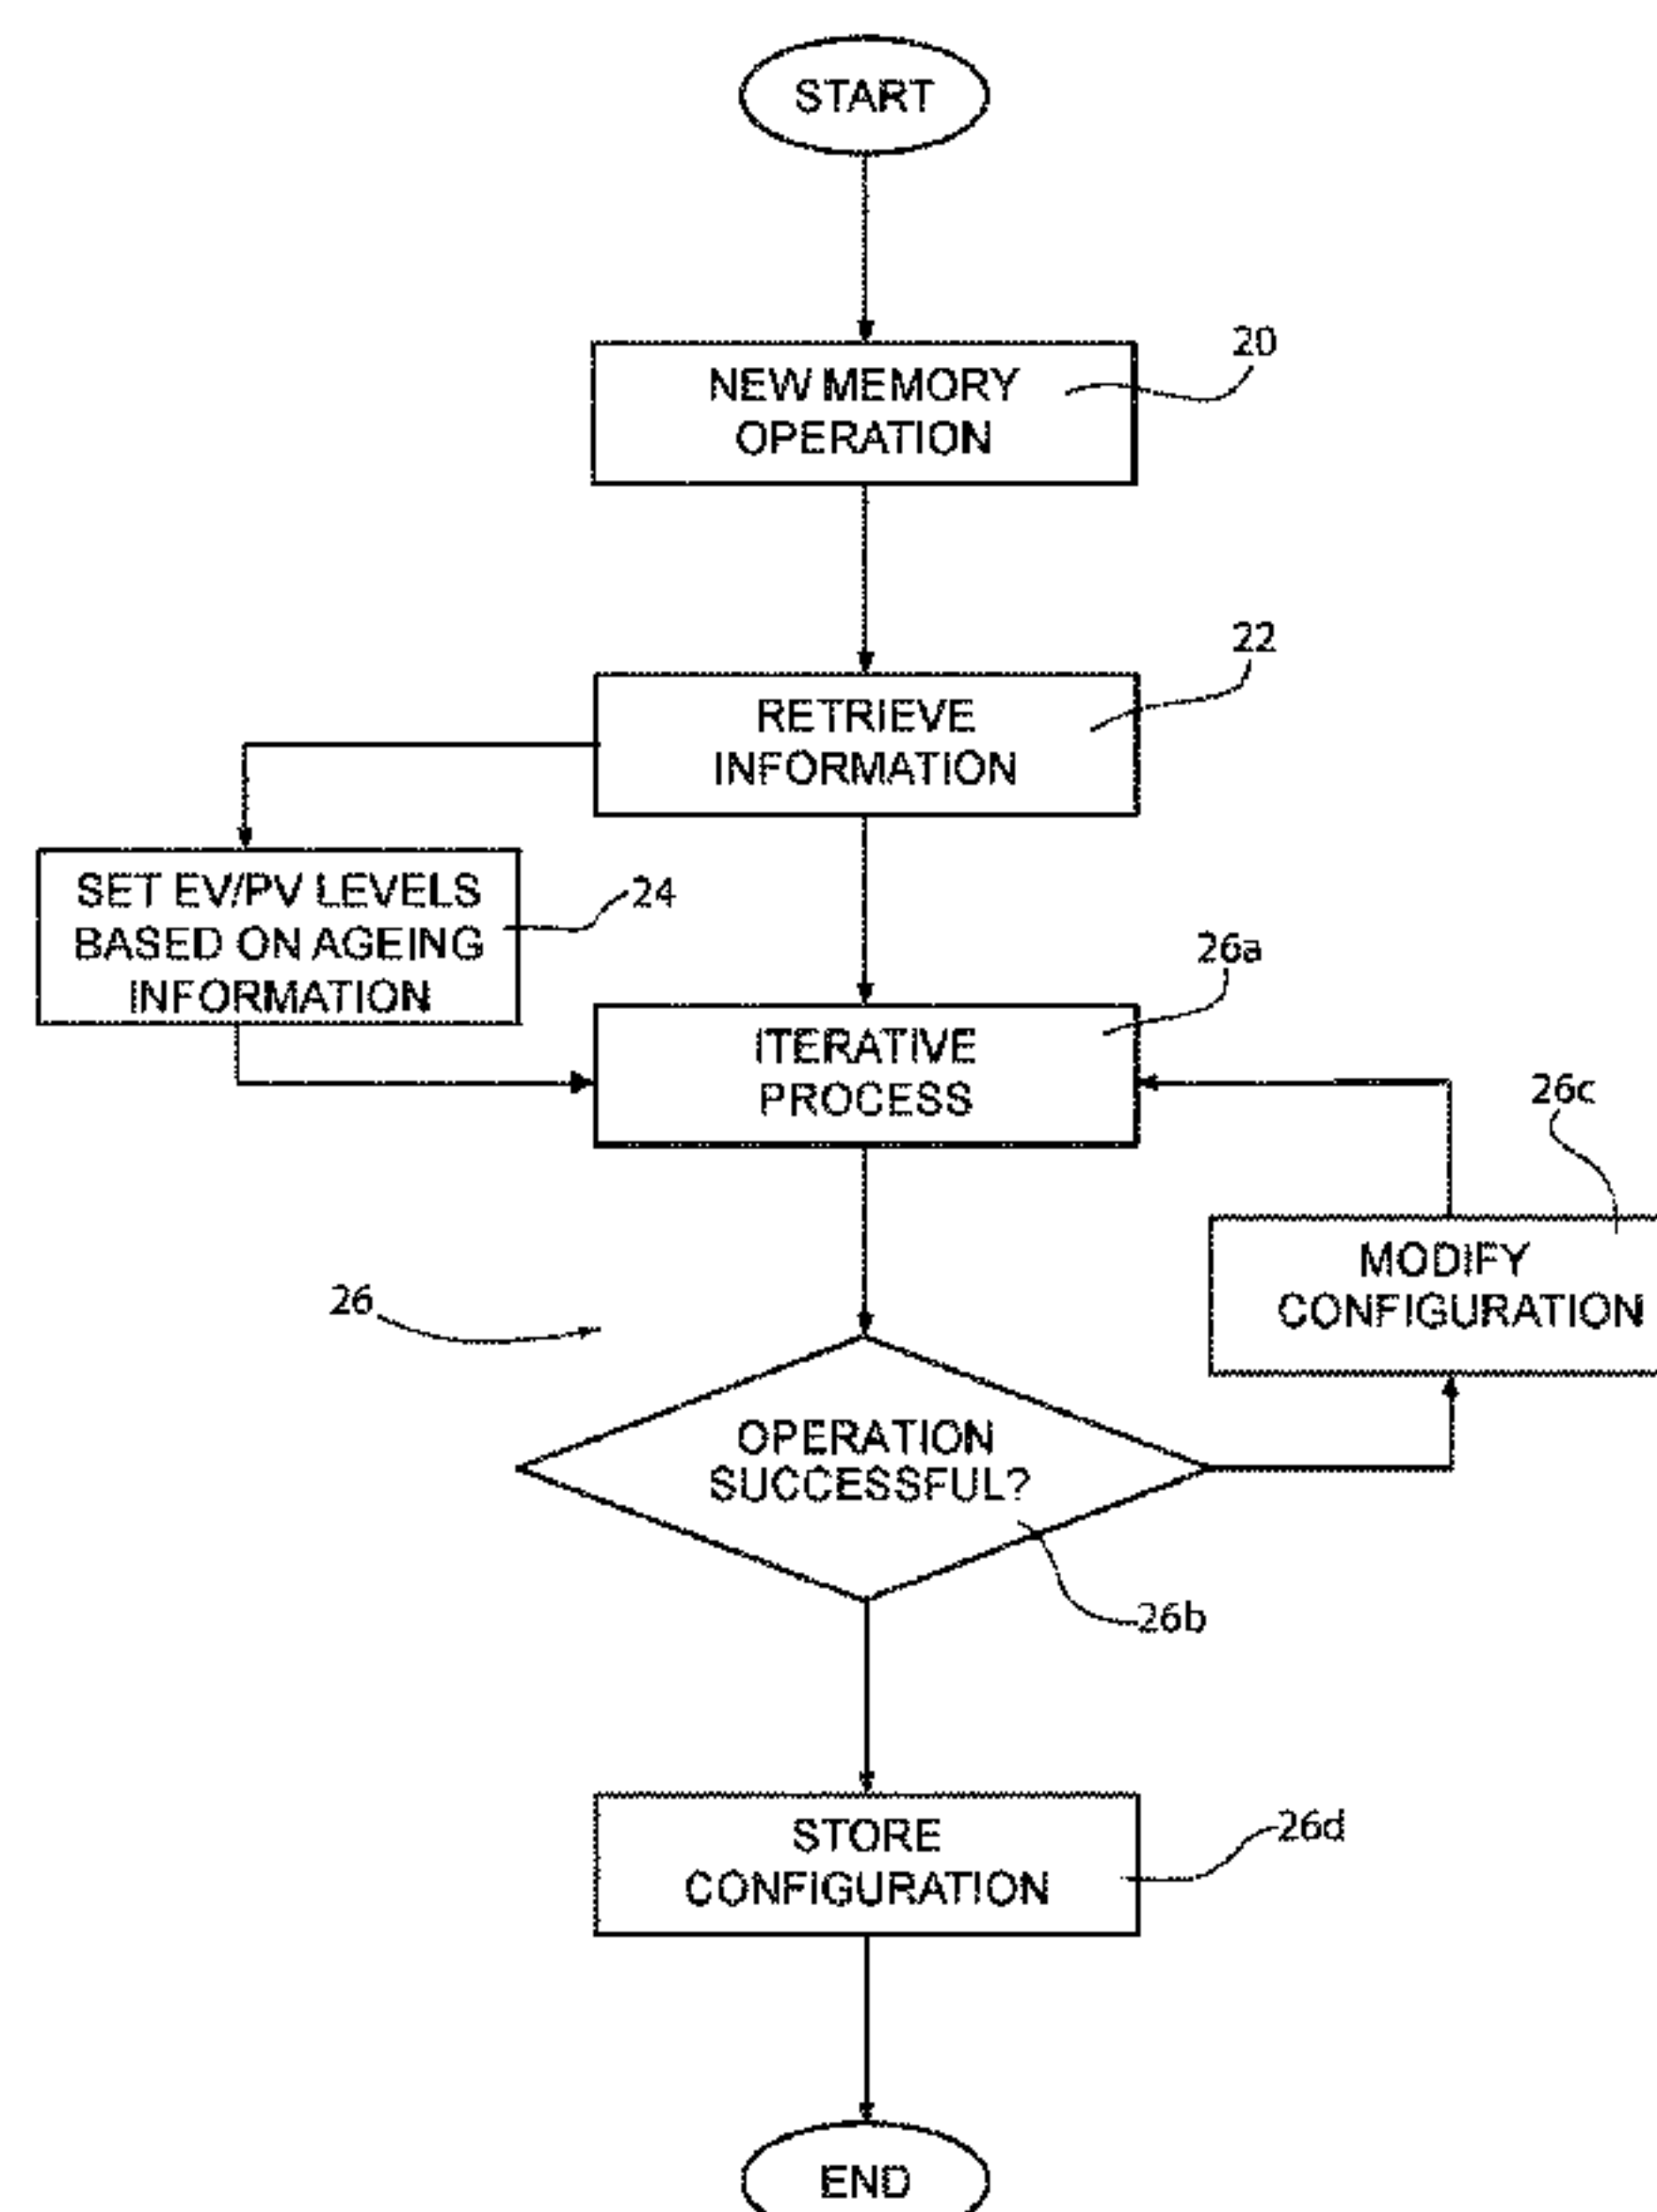 START
20
NEW MEMORY
OPERATION
22
RETRIEVE
INFORMATION
24
SET EV/PV LEVELS
BASED ON AGEING
INFORMATION
26a
ITERATIVE
PROCESS
26c
MODIFY
CONFIGURATION
26
OPERATION
SUCCESSFUL?
26b
STORE
CONFIGURATION
26d
END